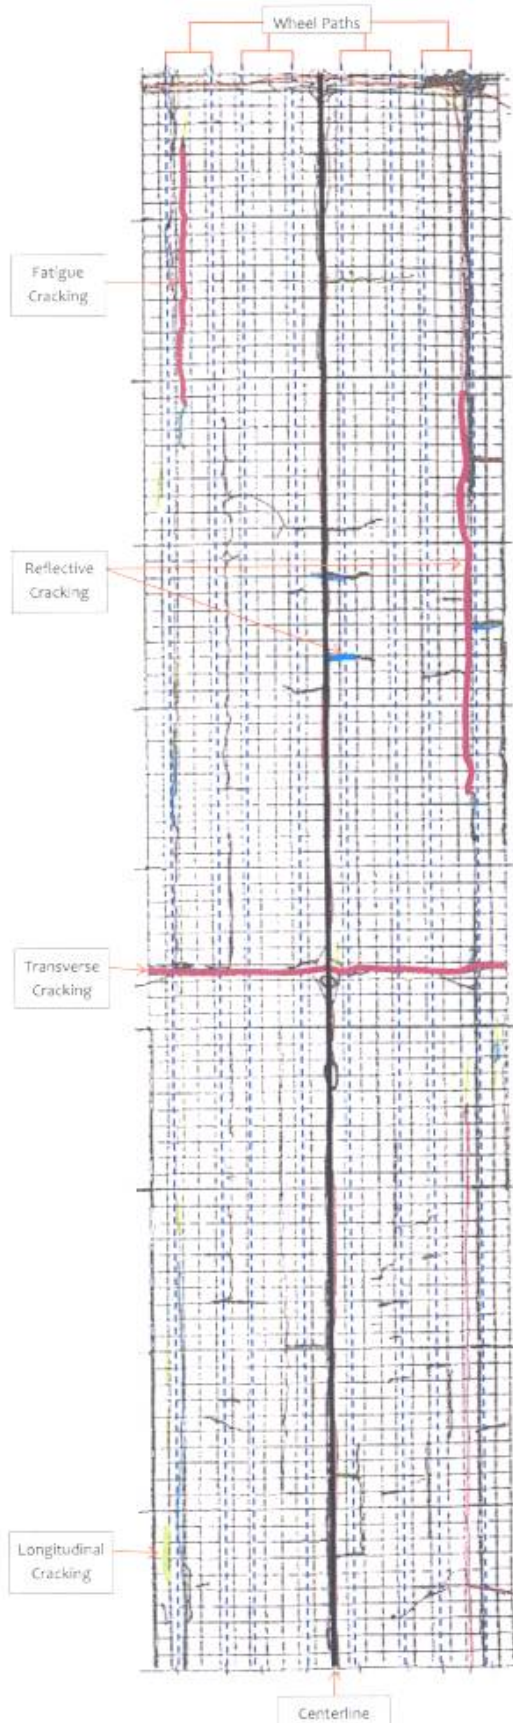 Wheel Paths
Fatigue
Cracking
Reflective
Cracking
Transverse
Cracking
Longitudinal
Cracking
Centerline